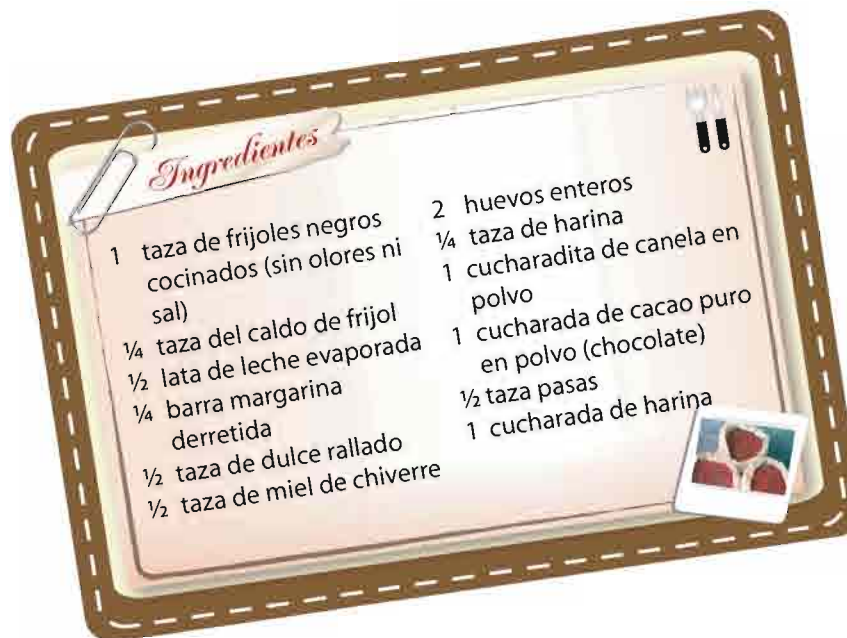 Ingredientes
1 taza de frijoles negros
cocinados (sin olores ni
sal)
¼ taza del caldo de frijol
½ lata de leche evaporada
¼ barra margarina
derretida
½ taza de dulce rallado
½ taza de miel de chiverre
2 huevos enteros
¼ taza de harina
1 cucharadita de canela en
polvo
1 cucharada de cacao puro
en polvo (chocolate)
½ taza pasas
1 cucharada de harina